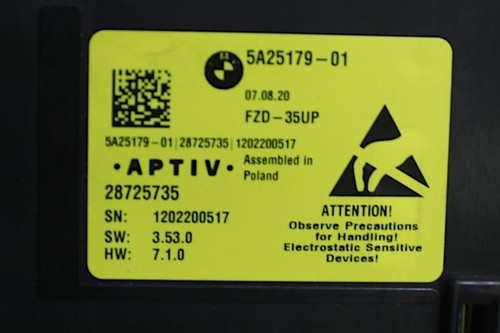 5A25179-01
07.08.20
FZD-35UP
5A25179-01|28725735|1202200517
·APTIV· Assembled in
Poland
28725735
SN: 1202200517
SW: 3.53.0
HW: 7.1.0
ATTENTION!
Observe Precautions
for Handling!
Electrostatic Sensitive
Devices!